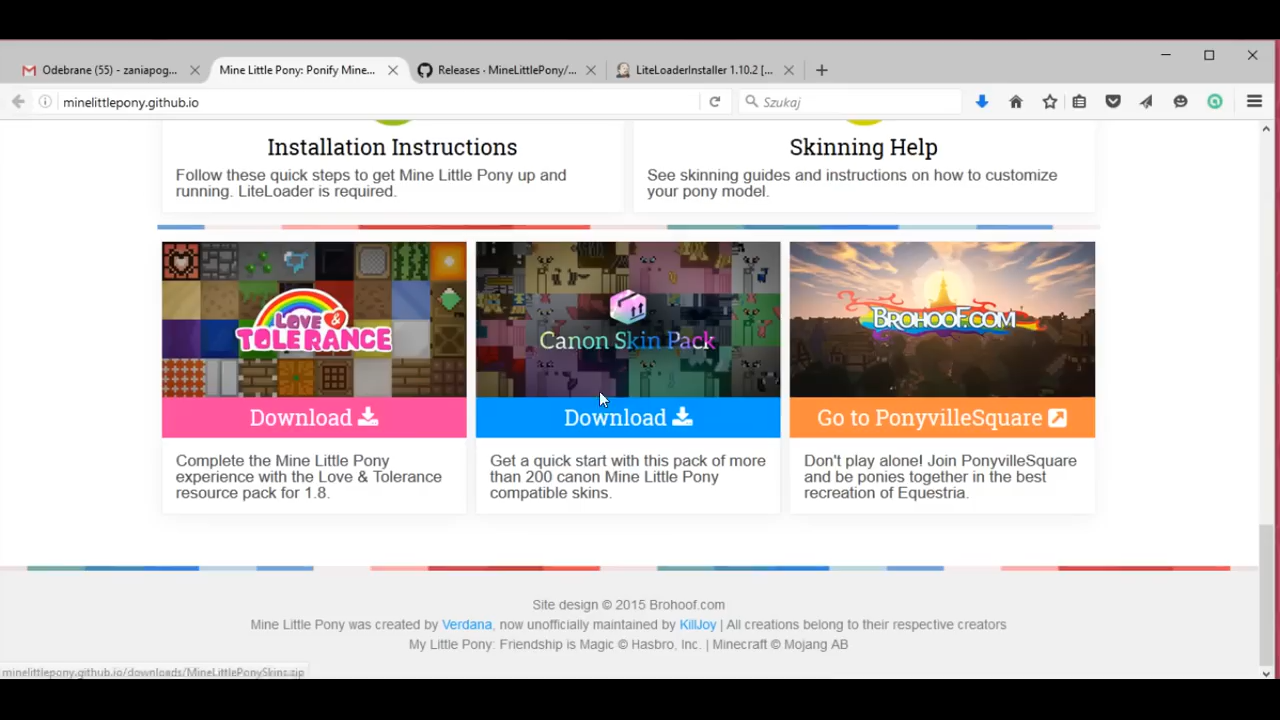 Odebrane (55) - zaniapog...
Mine Little Pony: Ponify Mine...
Releases · MineLittlePony/...
LiteLoaderInstaller 1.10.2 [...
minelittlepony.github.io
Szukaj
Installation Instructions
Follow these quick steps to get Mine Little Pony up and
running. LiteLoader is required.
Skinning Help
See skinning guides and instructions on how to customize
your pony model.
LOVE &
TOLERANCE
Download
Complete the Mine Little Pony
experience with the Love & Tolerance
resource pack for 1.8.
Canon Skin Pack
Download
Get a quick start with this pack of more
than 200 canon Mine Little Pony
compatible skins.
BROHOOF.COM
Go to PonyvilleSquare
Don't play alone! Join PonyvilleSquare
and be ponies together in the best
recreation of Equestria.
Site design © 2015 Brohoof.com
Mine Little Pony was created by Verdana, now unofficially maintained by KillJoy | All creations belong to their respective creators
My Little Pony: Friendship is Magic © Hasbro, Inc. | Minecraft © Mojang AB
minelittlepony.github.io/downloads/MineLittlePonySkins.zip